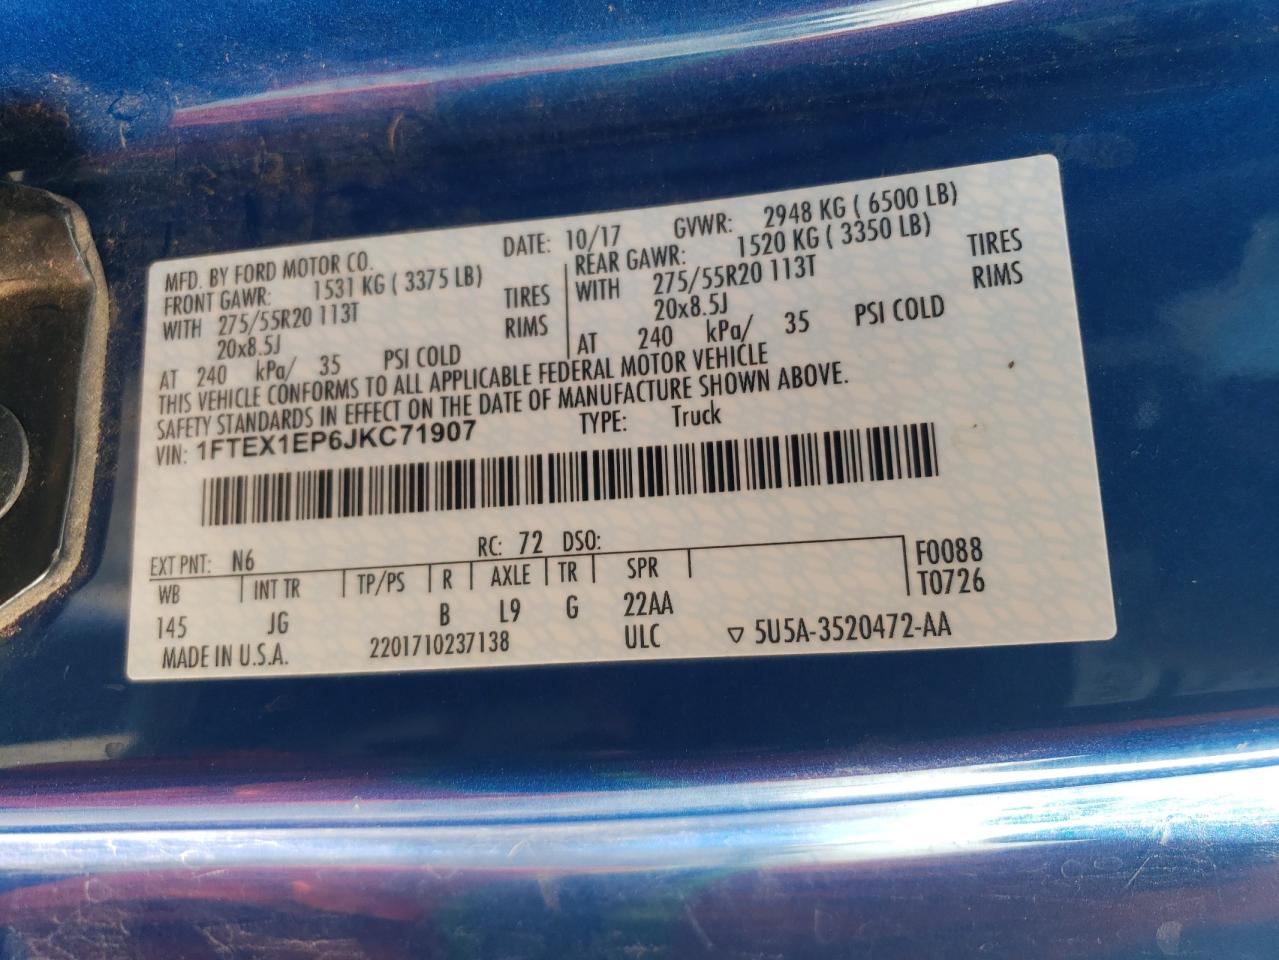 MFD. BY FORD MOTOR CO. DATE: 10/17 GVWR: 2948 KG ( 6500 LB)
FRONT GAWR: 1531 KG ( 3375 LB) REAR GAWR: 1520 KG ( 3350 LB)
WITH 275/55R20 113T TIRES WITH 275/55R20 113T TIRES
20x8.5J RIMS 20x8.5J RIMS
AT 240 kPa/ 35 PSI COLD AT 240 kPa/ 35 PSI COLD
THIS VEHICLE CONFORMS TO ALL APPLICABLE FEDERAL MOTOR VEHICLE
SAFETY STANDARDS IN EFFECT ON THE DATE OF MANUFACTURE SHOWN ABOVE.
VIN: 1FTEX1EP6JKC71907 TYPE: Truck
EXT PNT: N6 RC: 72 DSO:
WB INT TR TP/PS R AXLE TR SPR F0088
145 JG B L9 G 22AA T0726
MADE IN U.S.A. 2201710237138 ULC ▽ 5U5A-3520472-AA